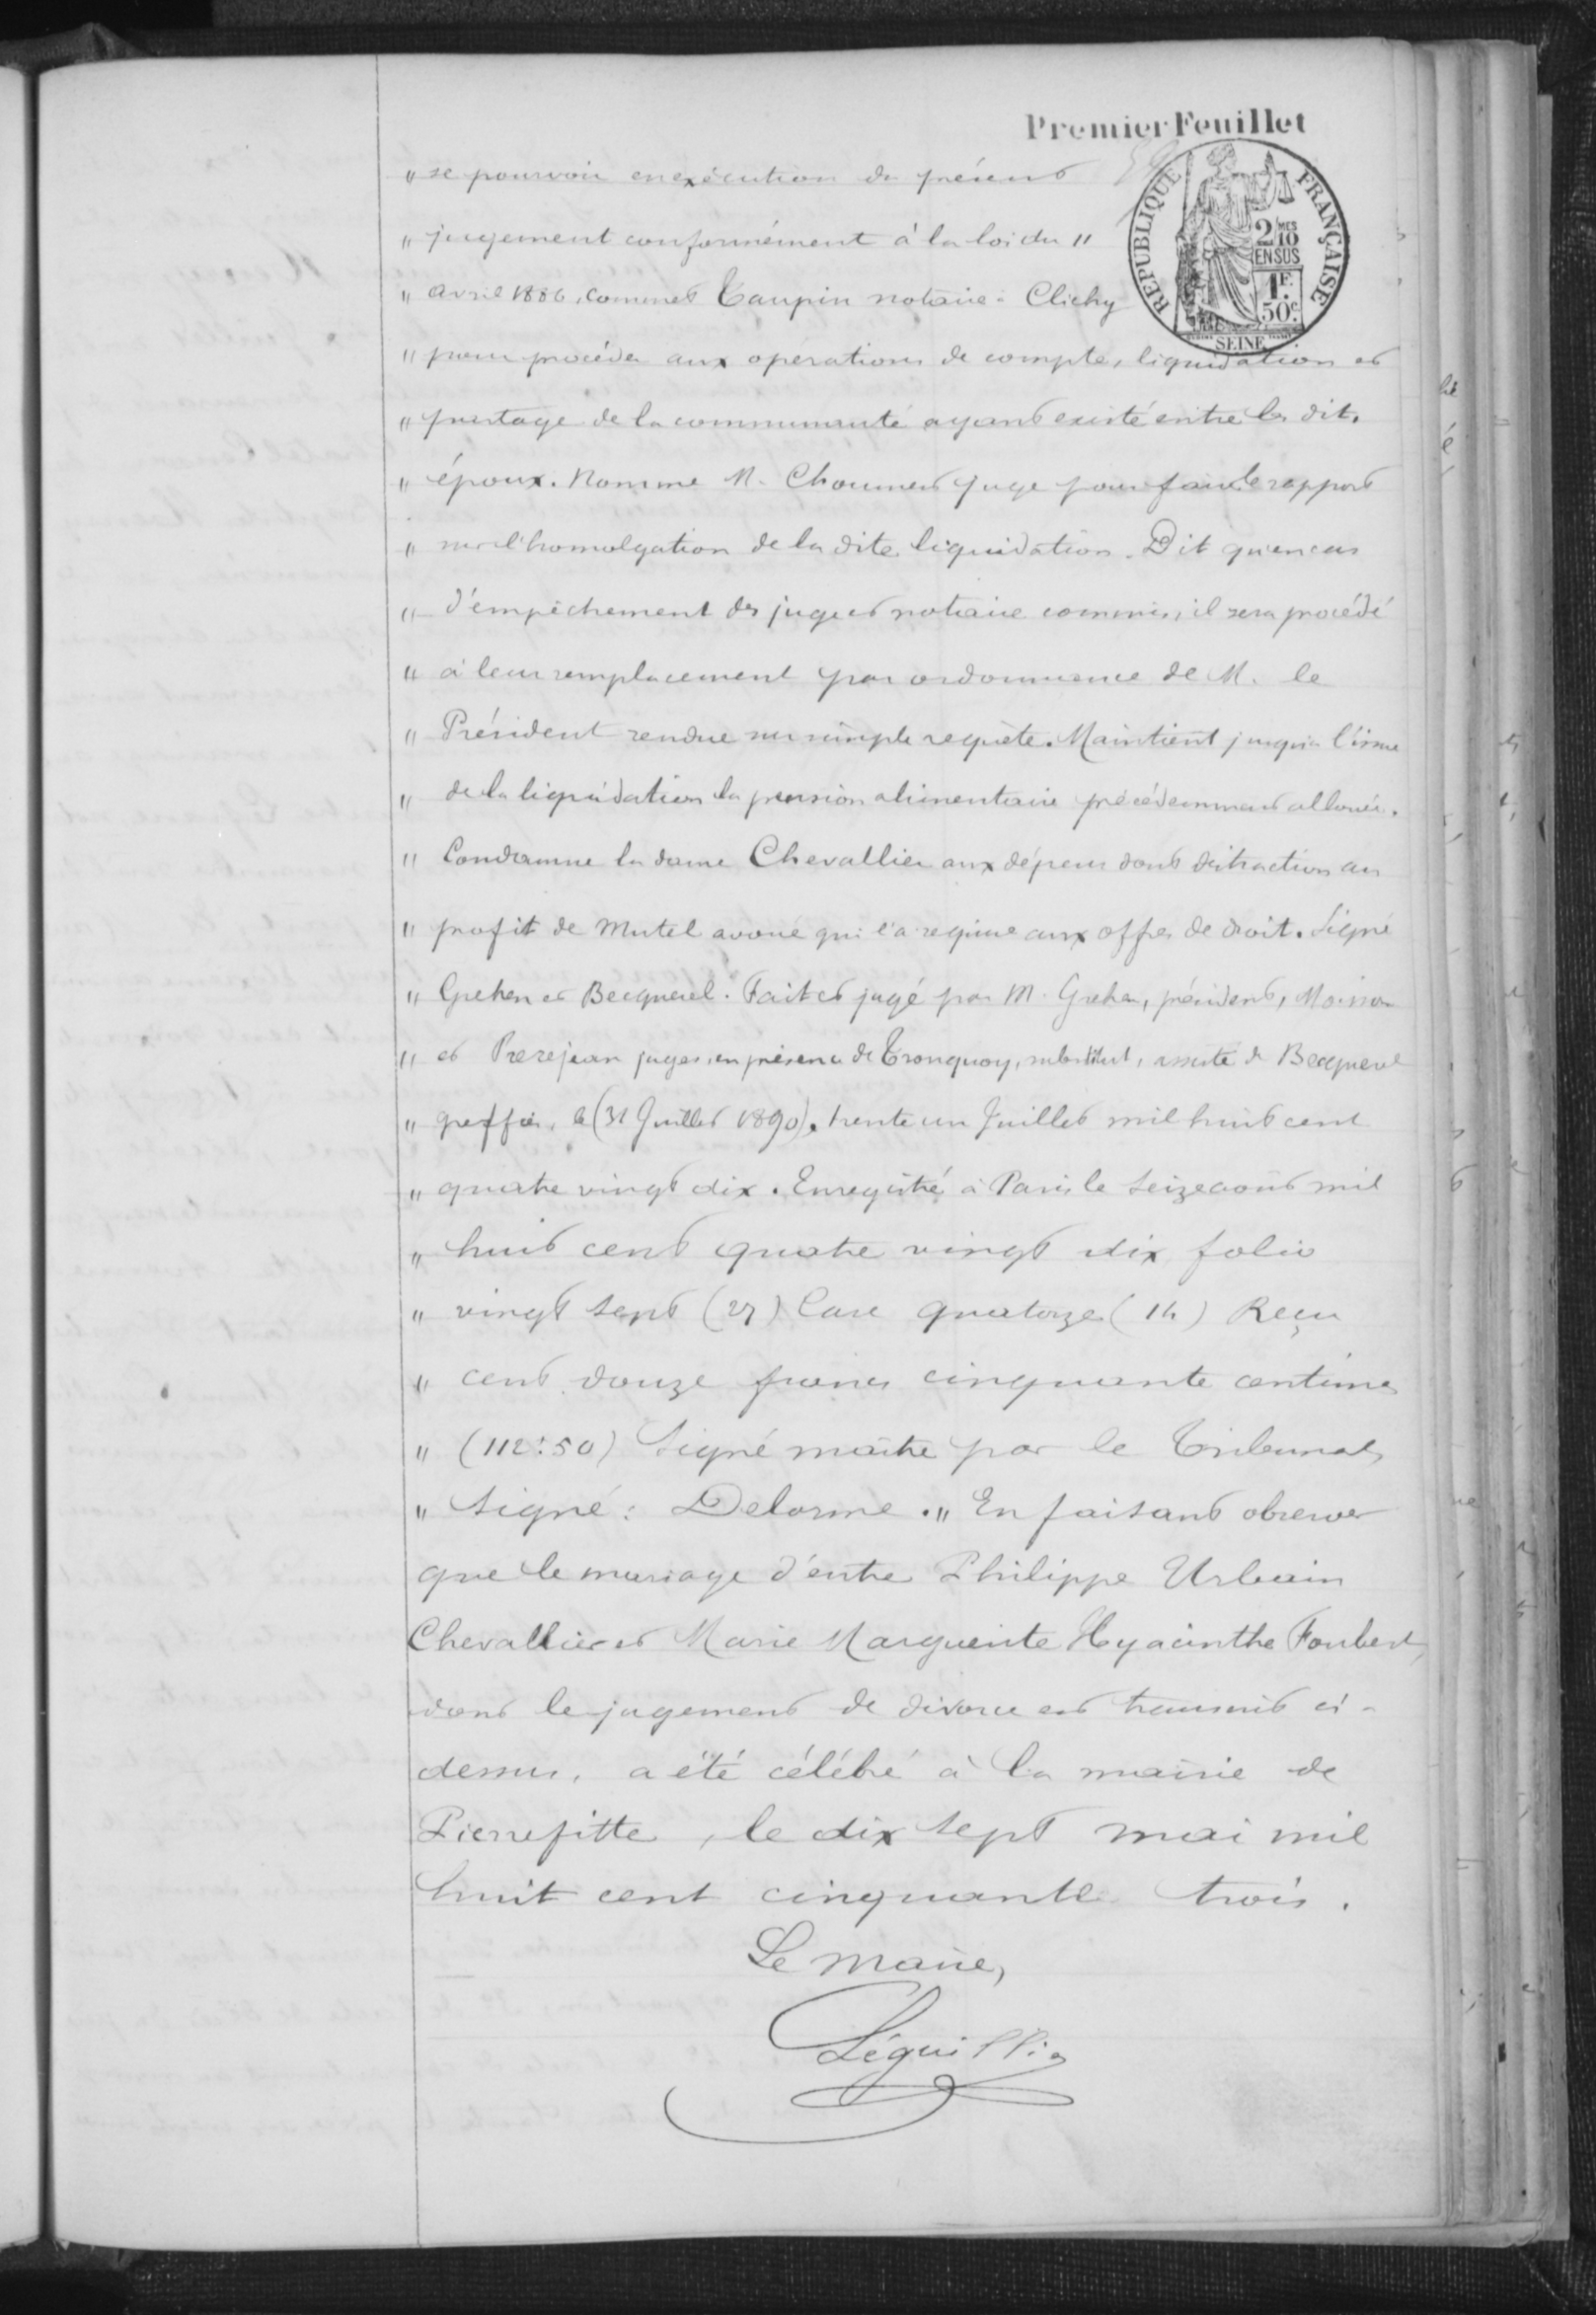 Premier Feuillet
RÉPUBLIQUE FRANÇAISE
2/10 MES
EN SUS
1F.
50c
SEINE
" se pourvoir en exécution du présent
" jugement conformément à la loi du 11
" avril 1886, commet Taupin notaire à Clichy
" pour procéder aux opérations de compte, liquidation et
" partage de la communauté ayant existé entre les dits
" époux. Nomme M. Choumert juge pour faire le rapport
" sur l'homolgation de la dite liquidation. Dit qu'en cas
" d'empêchement des juge et notaire commis, il sera procédé
" à leur remplacement par ordonnance de M. le
" Président rendue sur simple requête. Maintient jusqu'à l'issue
" de la liquidation la pension alimentaire précédemment allouée.
" Condamne la dame Chevallier aux dépens dont distraction au
" profit de Mutel avoué qui l'a requise aux offres de droit. Signé
" Grehen et Becquerel. Fait et jugé par M. Grehen, président, Moisson
" et Prezejean juges, en présence de Tronquoy, substitut, assisté de Becquerel
" greffier, le (31 Juillet 1890), trente un Juillet mil huit cent
" quatre vingt dix. Enregistré à Paris le seize août mil
" huit cent quatre vingt dix folio
" vingt sept (27) Case quatorze (14) Reçu
" cent douze francs cinquante centimes
" (112:50) Signé maître par le Tribunal
" signé: Delorme. " En faisant observer
que le mariage d'entre Philippe Urbain
Chevallier et Marie Marguerite Hyacinthe Foubert,
dont le jugement de divorce est transcrit ci-
dessus, a été célébré à la mairie de
Pierrefitte, le dix sept mai mil
huit cent cinquante trois.
Le maire,
Léguillier